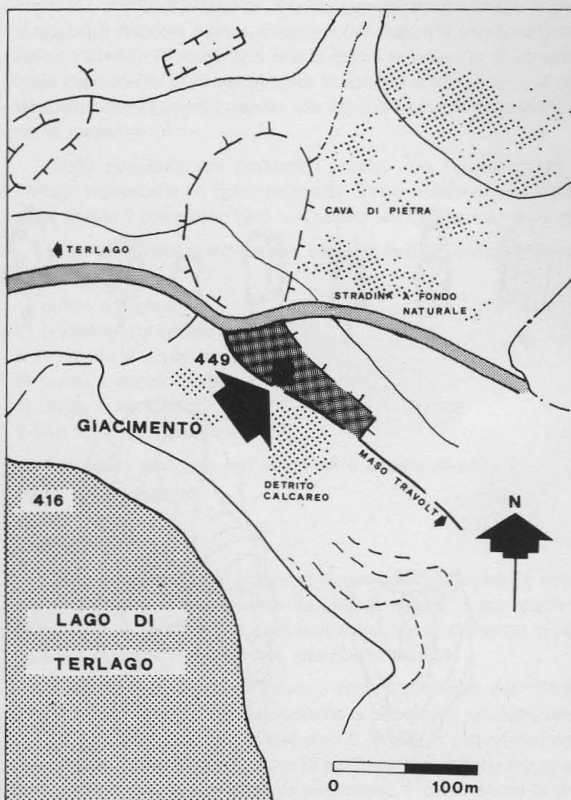 CAVA DI PIETRA
TERLAGO
STRADINA A FONDO
NATURALE
449
GIACIMENTO
DETRITO
CALCAREO
MASO TRAVOLT
416
N
LAGO DI
TERLAGO
0
100m